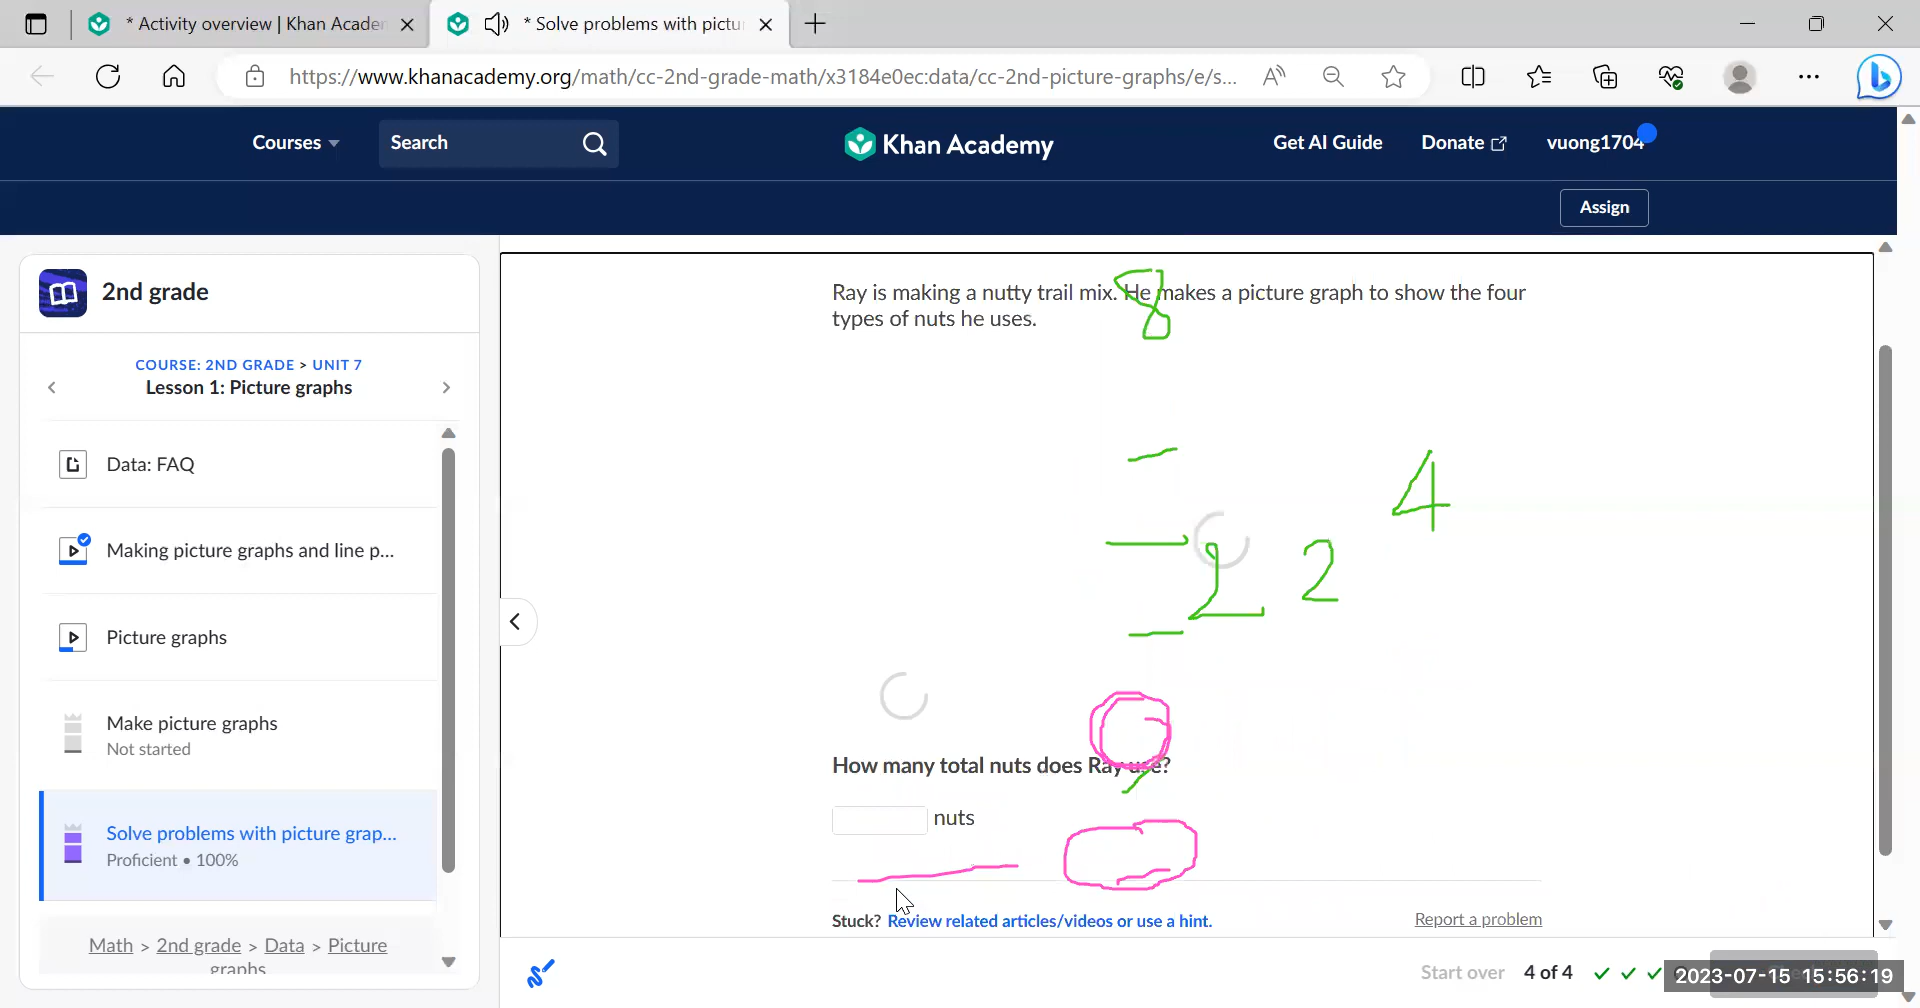 * Activity overview | Khan Acade
* Solve problems with pictu
https://www.khanacademy.org/math/cc-2nd-grade-math/x3184e0ec:data/cc-2nd-picture-graphs/e/s...
Courses
Search
Khan Academy
Get AI Guide
Donate
vuong1704
Assign
2nd grade
COURSE: 2ND GRADE > UNIT 7
Lesson 1: Picture graphs
Data: FAQ
Making picture graphs and line p...
Picture graphs
Make picture graphs
Not started
Solve problems with picture grap...
Proficient • 100%
Math > 2nd grade > Data > Picture
graphs
Ray is making a nutty trail mix. He makes a picture graph to show the four
types of nuts he uses.
8
4
2 2
How many total nuts does Ray use?
nuts
Stuck? Review related articles/videos or use a hint.
Report a problem
Start over
4 of 4
2023-07-15 15:56:19